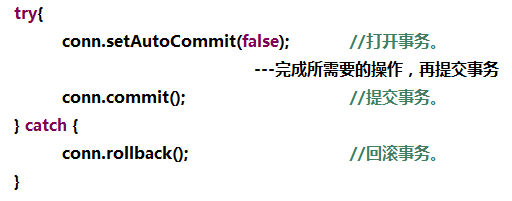 try{
conn.setAutoCommit(false); //打开事务。
---完成所需要的操作，再提交事务
conn.commit(); //提交事务。
} catch {
conn.rollback(); //回滚事务。
}